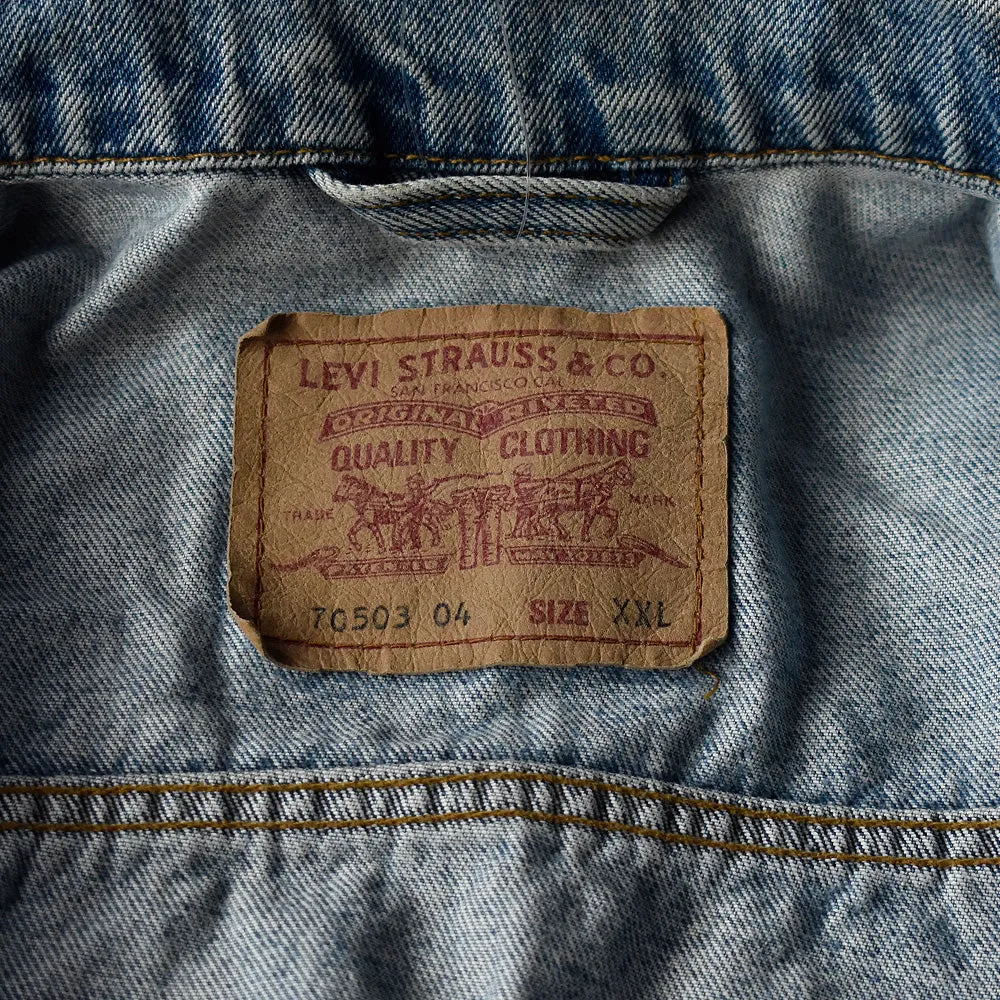 LEVI STRAUSS & CO.
SAN FRANCISCO CAL
ORIGINAL RIVETED
QUALITY CLOTHING
TRADE MARK
70503 04 SIZE XXL